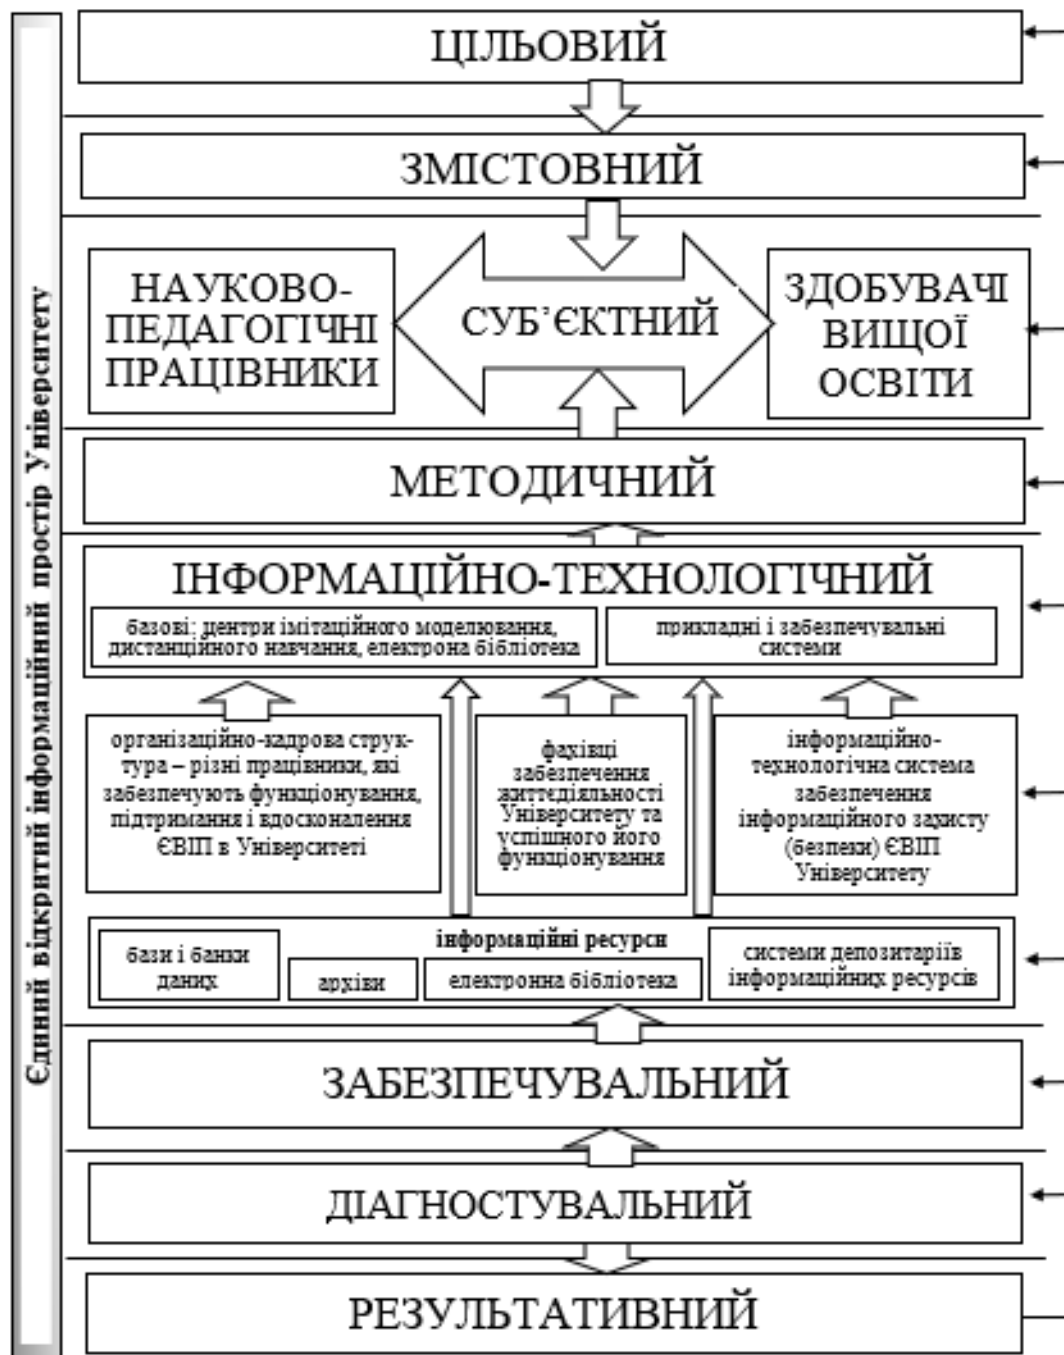 Єдиний відкритий інформаційний простір Університету
ЦІЛЬОВИЙ
ЗМІСТОВНИЙ
НАУКОВО-
ПЕДАГОГІЧНІ
ПРАЦІВНИКИ
СУБ’ЄКТНИЙ
ЗДОБУВАЧІ
ВИЩОЇ
ОСВІТИ
МЕТОДИЧНИЙ
ІНФОРМАЦІЙНО-ТЕХНОЛОГІЧНИЙ
базові: центри імітаційного моделювання,
дистанційного навчання, електрона бібліотека
прикладні і забезпечувальні
системи
організаційно-кадрова струк-
тура – різні працівники, які
забезпечують функціонування,
підтримання і вдосконалення
ЄВІП в Університеті
фахівці
забезпечення
життєдіяльності
Університету та
успішного його
функціонування
інформаційно-
технологічна система
забезпечення
інформаційного захисту
(безпеки) ЄВІП
Університету
інформаційні ресурси
бази і банки
даних
архіви
електронна бібліотека
системи депозитаріїв
інформаційних ресурсів
ЗАБЕЗПЕЧУВАЛЬНИЙ
ДІАГНОСТУВАЛЬНИЙ
РЕЗУЛЬТАТИВНИЙ